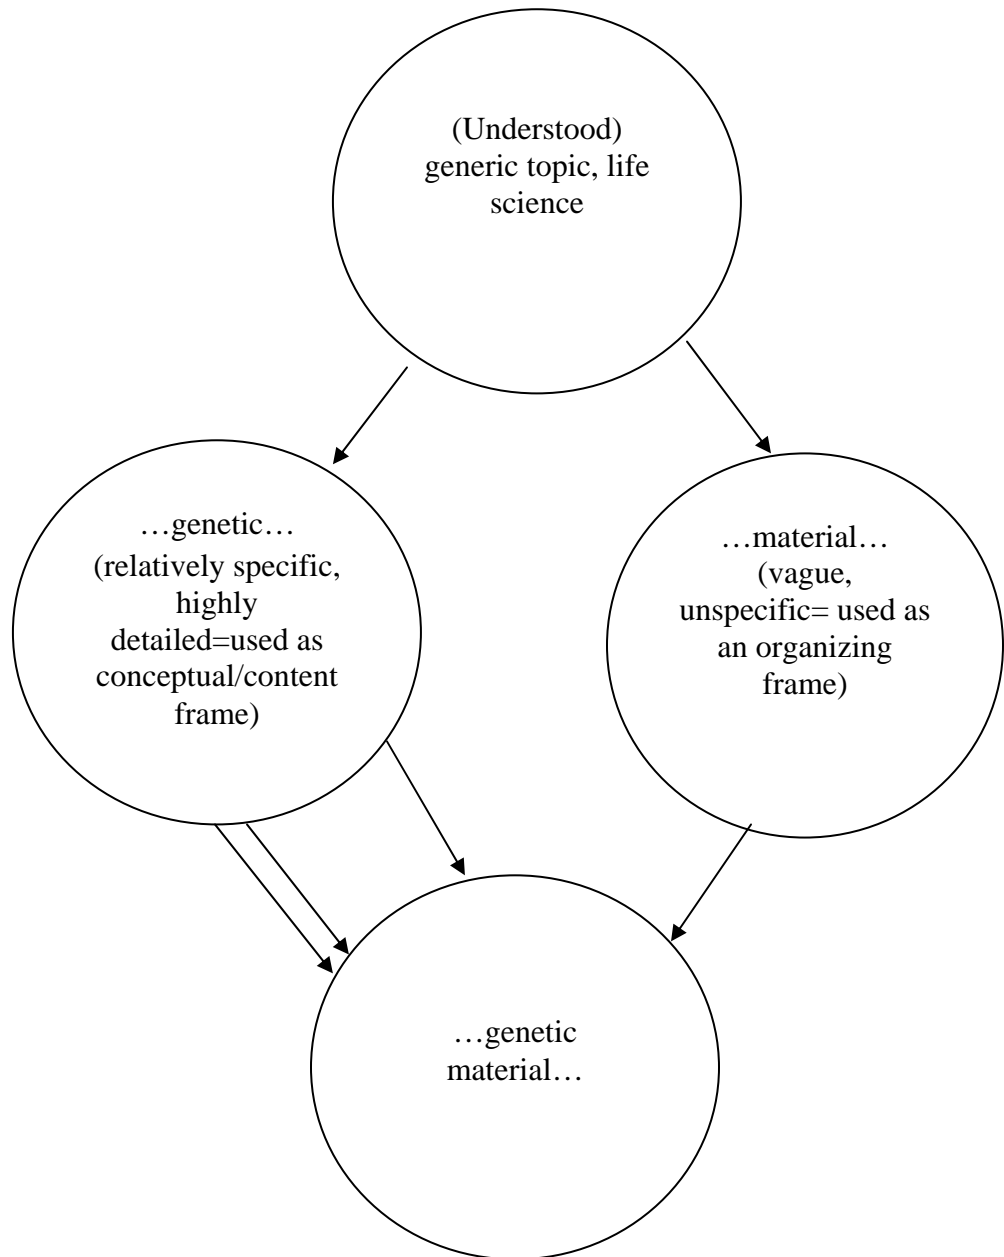 (Understood)
generic topic, life
science
…genetic…
(relatively specific,
highly
detailed=used as
conceptual/content
frame)
…material…
(vague,
unspecific= used as
an organizing
frame)
…genetic
material…